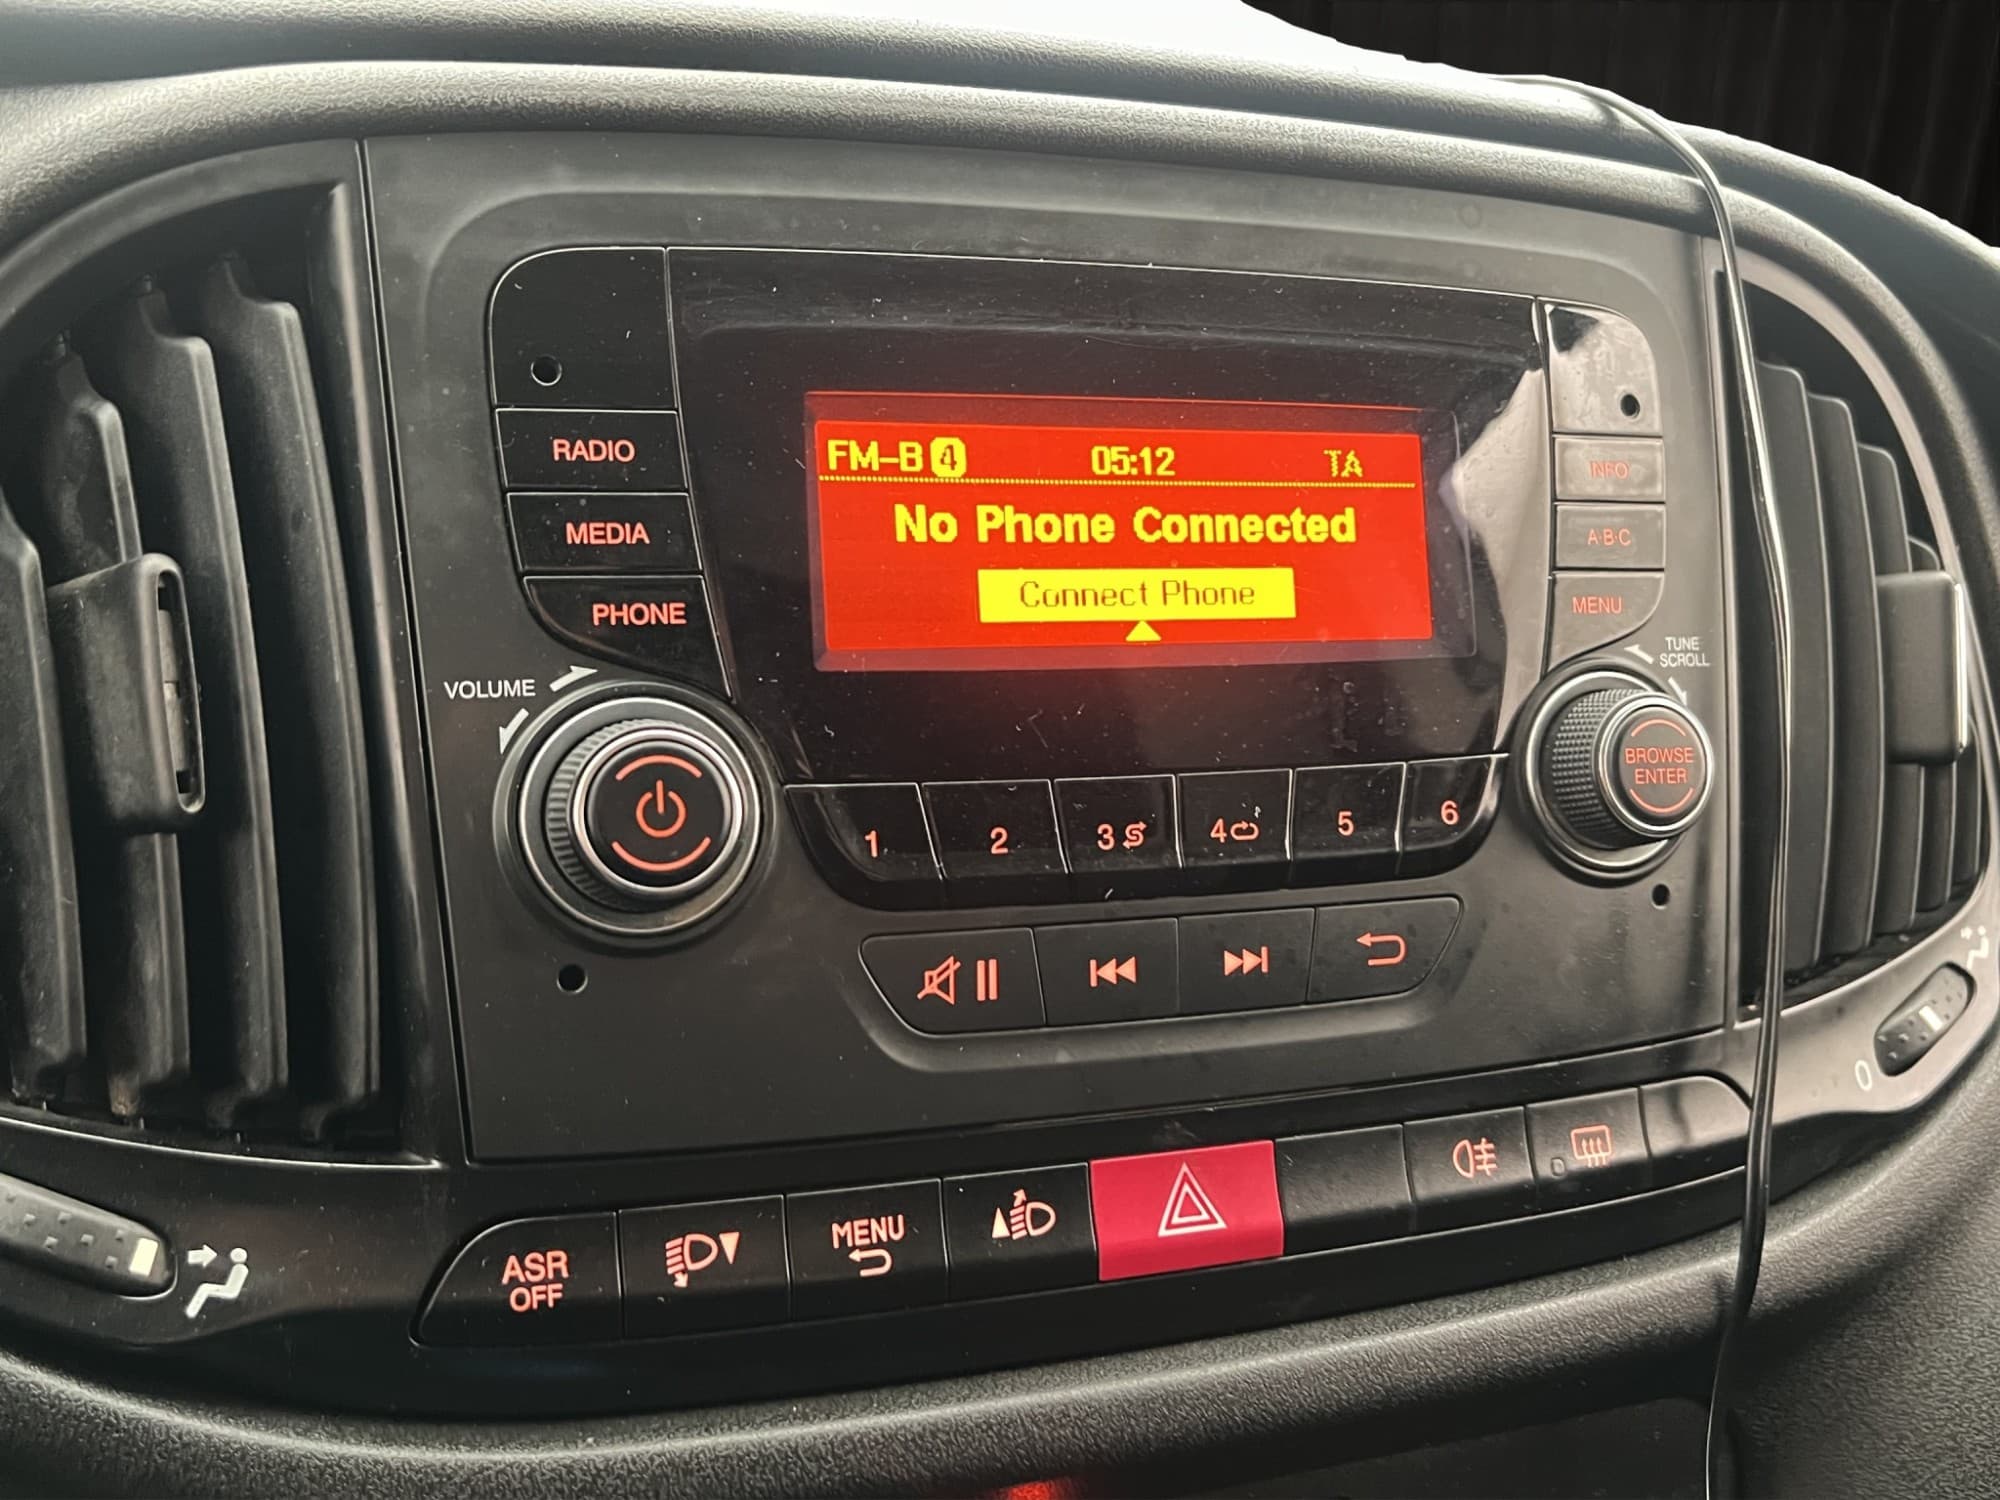 FM-B 4 05:12 TA
No Phone Connected
Connect Phone
RADIO
MEDIA
PHONE
INFO
A·B·C
MENU
VOLUME
TUNE
SCROLL
BROWSE
ENTER
1 2 3 4 5 6
ASR
OFF
MENU
0